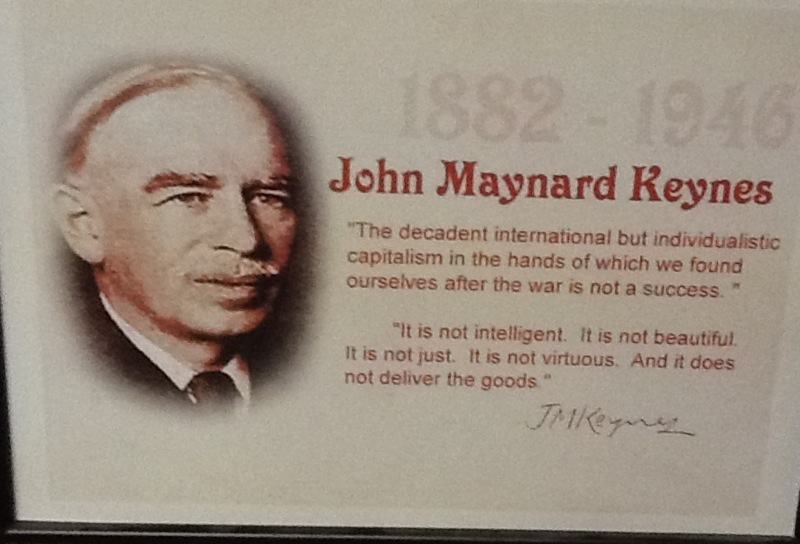 1882 - 1946
John Maynard Keynes
"The decadent international but individualistic
capitalism in the hands of which we found
ourselves after the war is not a success. "
"It is not intelligent. It is not beautiful.
It is not just. It is not virtuous. And it does
not deliver the goods."
JMKeynes